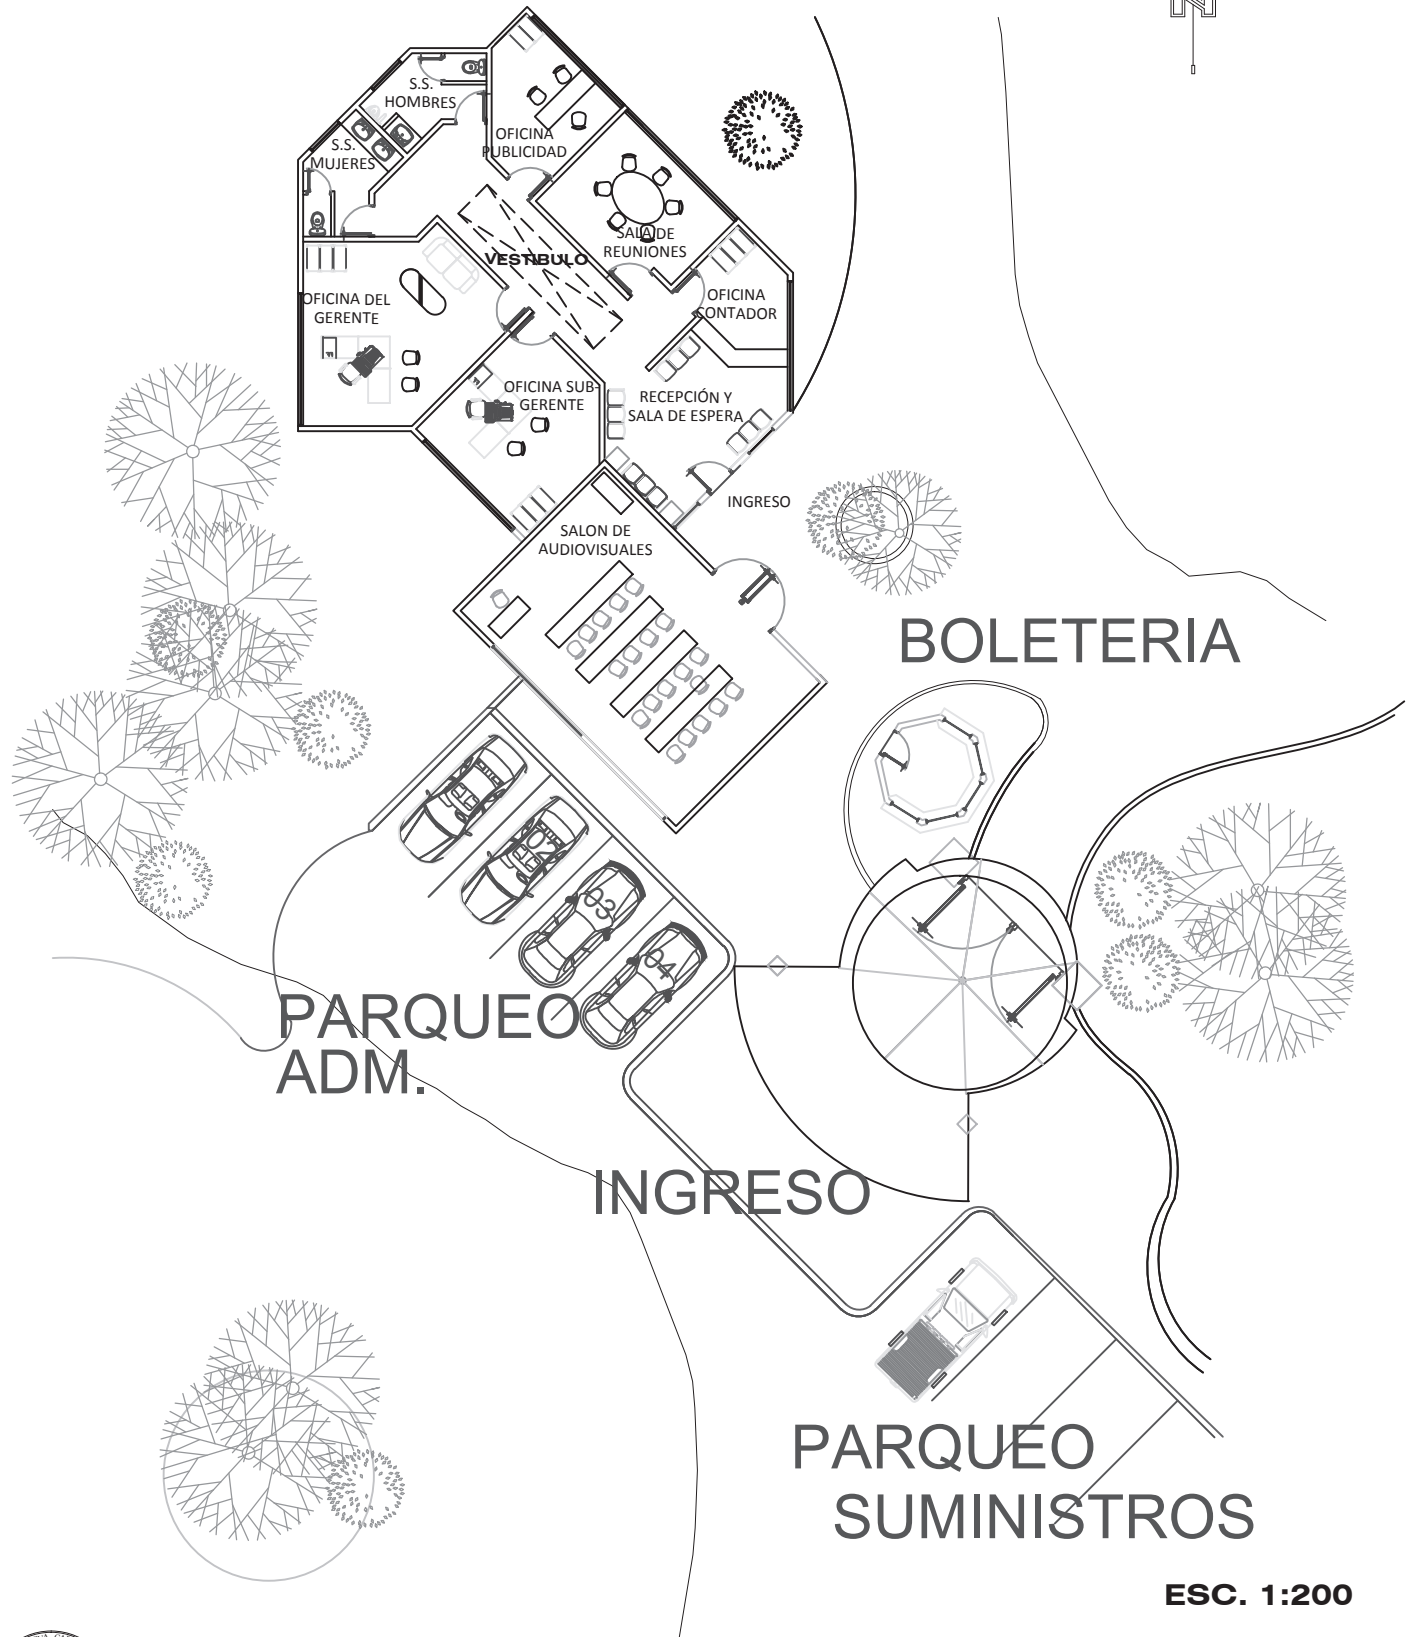 N
S.S.
HOMBRES
OFICINA
PUBLICIDAD
S.S.
MUJERES
SALA DE
REUNIONES
VESTIBULO
OFICINA
CONTADOR
OFICINA DEL
GERENTE
OFICINA SUB-
GERENTE
RECEPCIÓN Y
SALA DE ESPERA
INGRESO
SALON DE
AUDIOVISUALES
BOLETERIA
02
03
04
PARQUEO
ADM.
INGRESO
PARQUEO
SUMINISTROS
ESC. 1:200